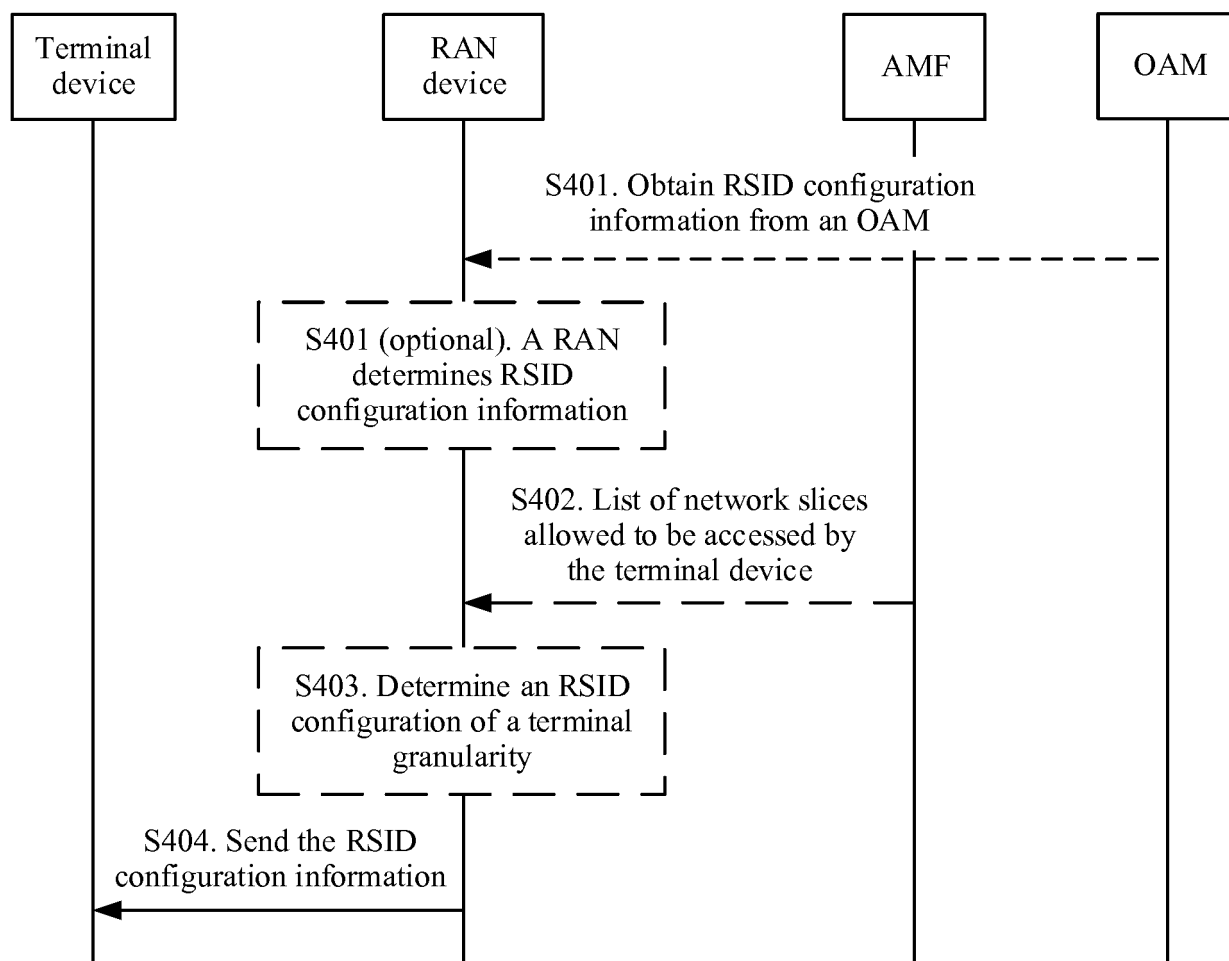 Terminal
device
RAN
device
AMF
OAM
S401. Obtain RSID configuration
information from an OAM
S401 (optional). A RAN
determines RSID
configuration information
S402. List of network slices
allowed to be accessed by
the terminal device
S403. Determine an RSID
configuration of a terminal
granularity
S404. Send the RSID
configuration information